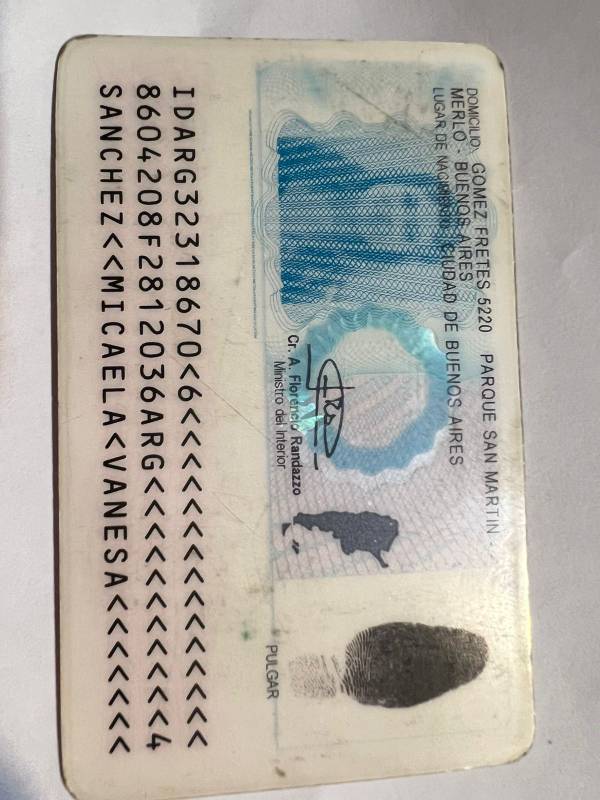 DOMICILIO: GOMEZ FRETES 5220 PARQUE SAN MARTIN -
MERLO - BUENOS AIRES
LUGAR DE NACIMIENTO: CIUDAD DE BUENOS AIRES
Cr. A. Florencio Randazzo
Ministro del Interior
PULGAR
IDARG32318670<6<<<<<<<<<<<<<<<
8604208F2812036ARG<<<<<<<<<<<4
SANCHEZ<<MICAELA<VANESA<<<<<<<